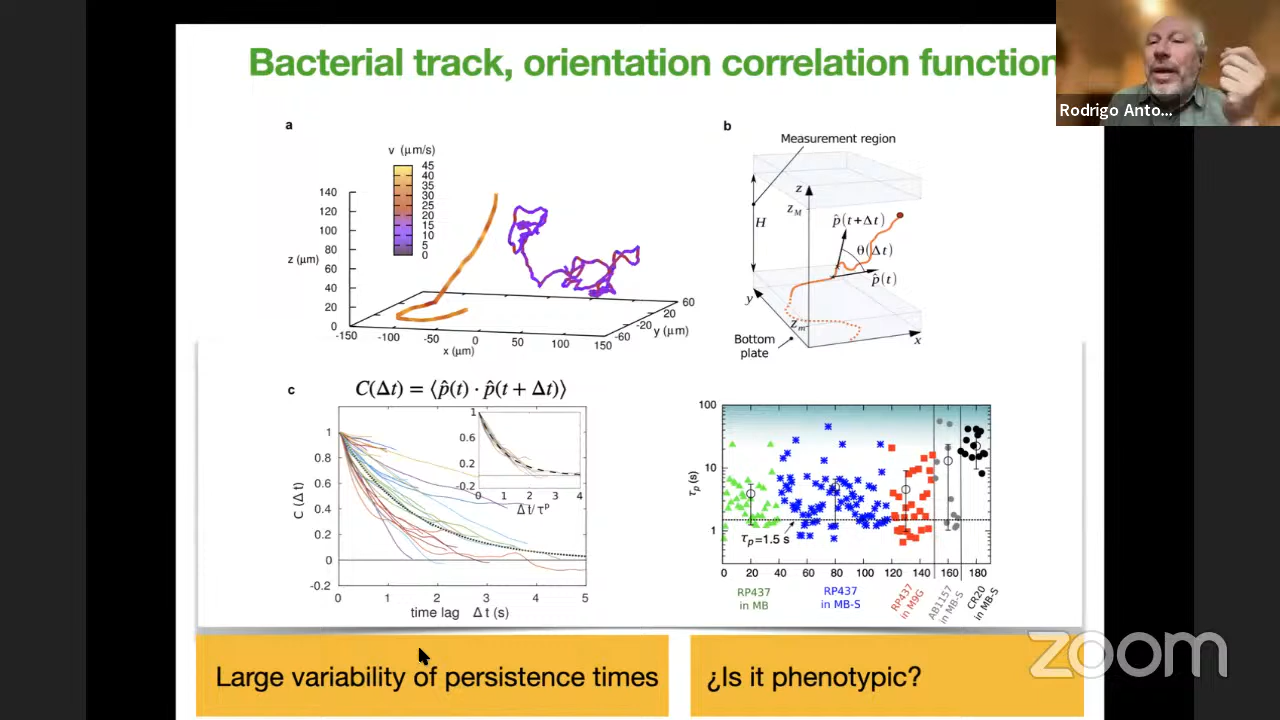 Bacterial track, orientation correlation function
Rodrigo Anto...
a
v (μm/s)
45
40
35
30
25
20
15
10
5
0
140
120
100
80
60
40
20
0
z (μm)
-150
-100
-50
0
50
100
150
x (μm)
-60
-20
20
60
y (μm)
b
Measurement region
z
z_M
H
p̂(t+Δt)
θ(Δt)
p̂(t)
y
z_m
Bottom
plate
x
c
C(Δt) = ⟨p̂(t) · p̂(t + Δt)⟩
1
0.8
0.6
0.4
0.2
0
-0.2
C (Δt)
0 1 2 3 4 5
time lag Δt (s)
1
0.6
0.2
-0.2
0 1 2 3 4
Δt/τᵖ
100
10
1
τ_p (s)
τ_p=1.5 s
0 20 40 60 80 100 120 140 160 180
RP437
in MB
RP437
in MB-S
RP437
in M9G
AB1157
in MB-S
CR20
in MB-S
Large variability of persistence times
¿Is it phenotypic?
zoom